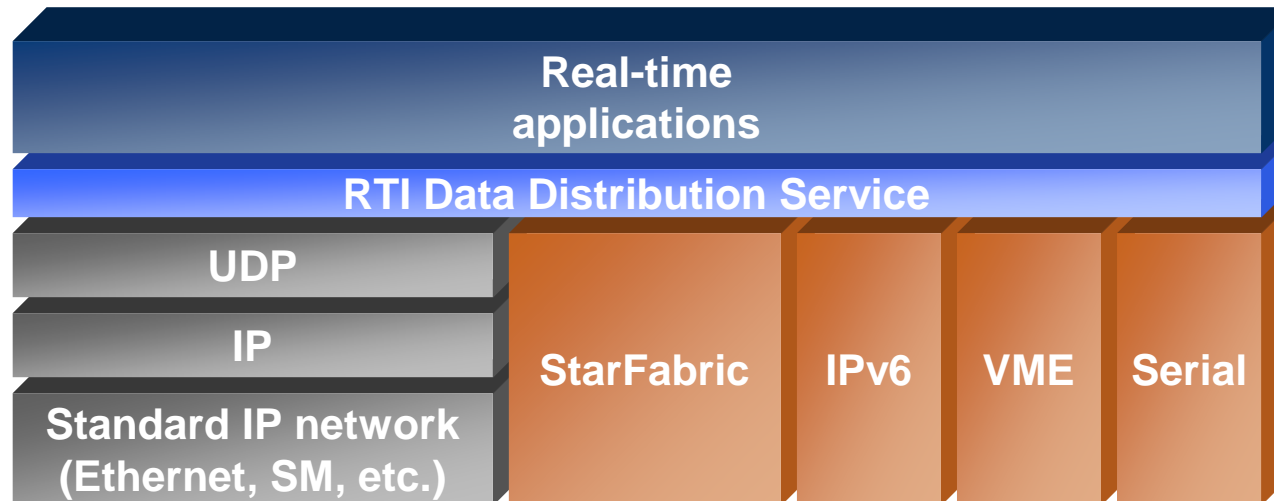 Real-time
applications
RTI Data Distribution Service
UDP
IP
Standard IP network
(Ethernet, SM, etc.)
StarFabric
IPv6
VME
Serial